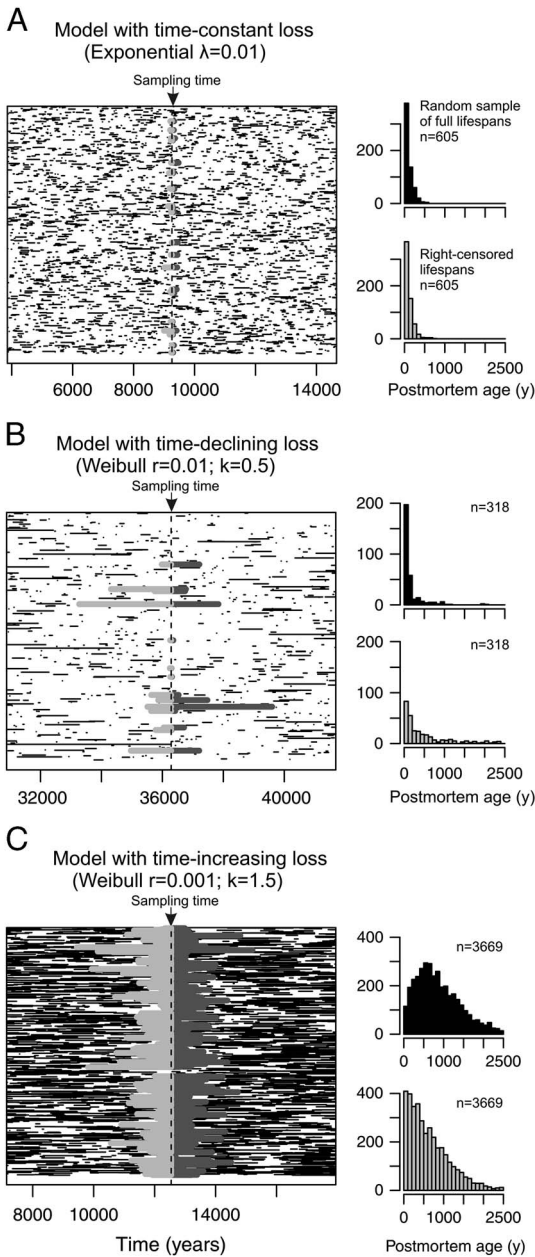 A
Model with time-constant loss
(Exponential λ=0.01)
Sampling time
6000 8000 10000 14000
200
0
Random sample
of full lifespans
n=605
200
0
Right-censored
lifespans
n=605
0 1000 2500
Postmortem age (y)
B
Model with time-declining loss
(Weibull r=0.01; k=0.5)
Sampling time
32000 36000 40000
200
100
0
n=318
200
100
0
n=318
0 1000 2500
Postmortem age (y)
C
Model with time-increasing loss
(Weibull r=0.001; k=1.5)
Sampling time
8000 10000 14000
Time (years)
400
200
0
n=3669
0 1000 2500
400
200
0
n=3669
0 1000 2500
Postmortem age (y)